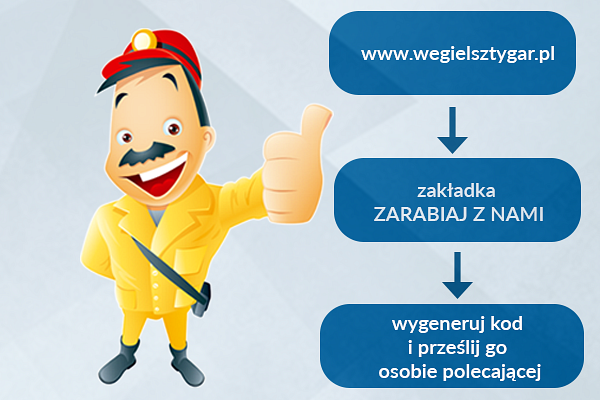 www.wegielsztygar.pl
zakładka
ZARABIAJ Z NAMI
wygeneruj kod
i prześlij go
osobie polecającej